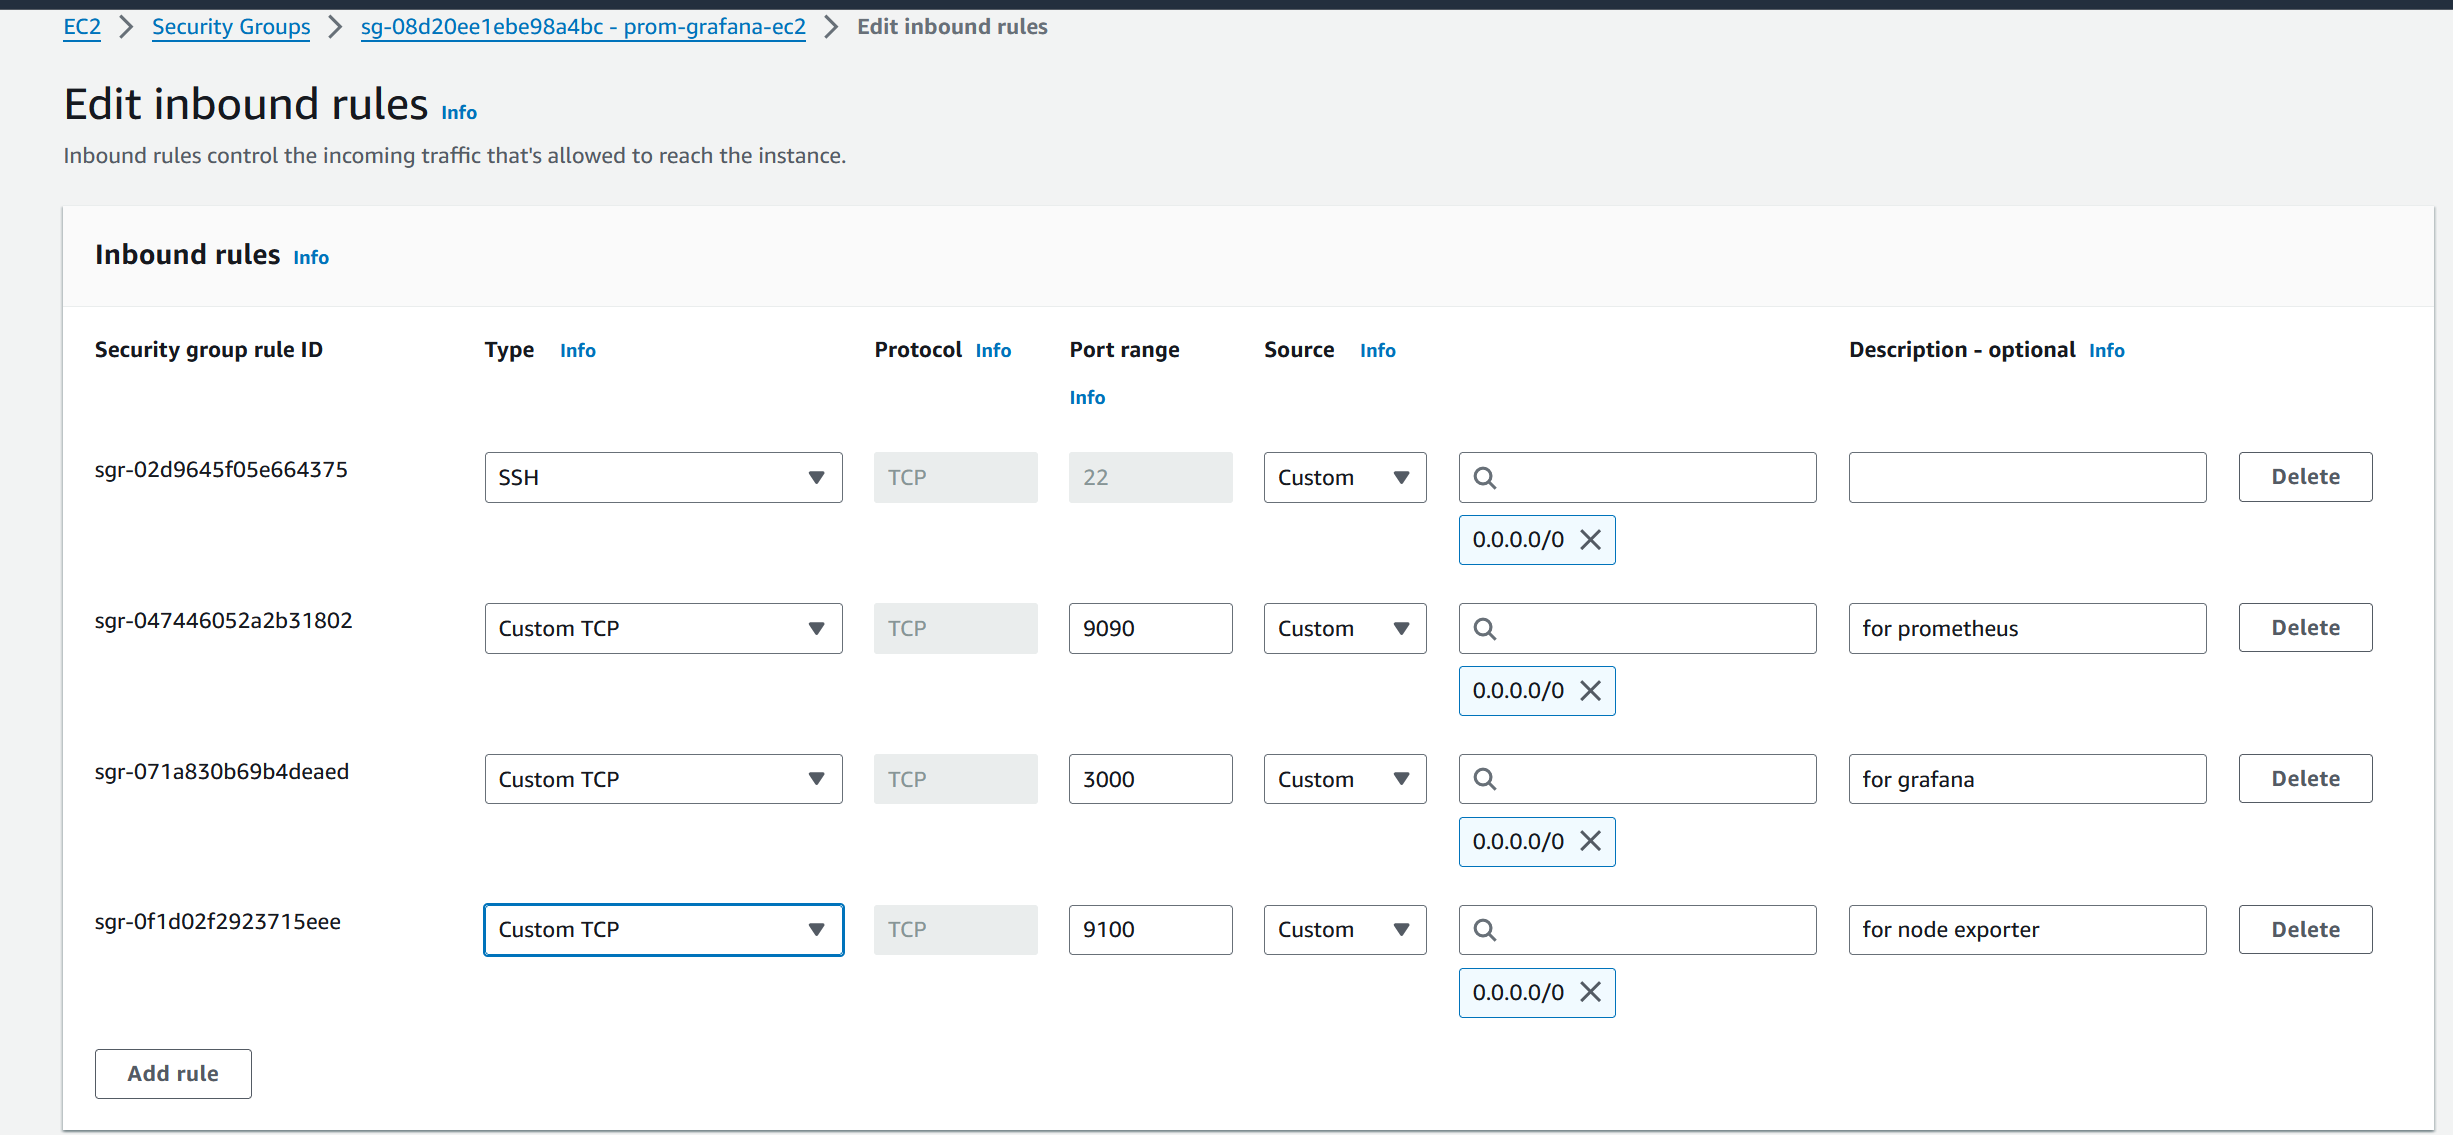 EC2 > Security Groups > sg-08d20ee1ebe98a4bc - prom-grafana-ec2 > Edit inbound rules
Edit inbound rules Info
Inbound rules control the incoming traffic that's allowed to reach the instance.
Inbound rules Info
Security group rule ID Type Info Protocol Info Port range Info Source Info Description - optional Info
sgr-02d9645f05e664375 SSH TCP 22 Custom Delete
0.0.0.0/0
sgr-047446052a2b31802 Custom TCP TCP 9090 Custom for prometheus Delete
0.0.0.0/0
sgr-071a830b69b4deaed Custom TCP TCP 3000 Custom for grafana Delete
0.0.0.0/0
sgr-0f1d02f2923715eee Custom TCP TCP 9100 Custom for node exporter Delete
0.0.0.0/0
Add rule